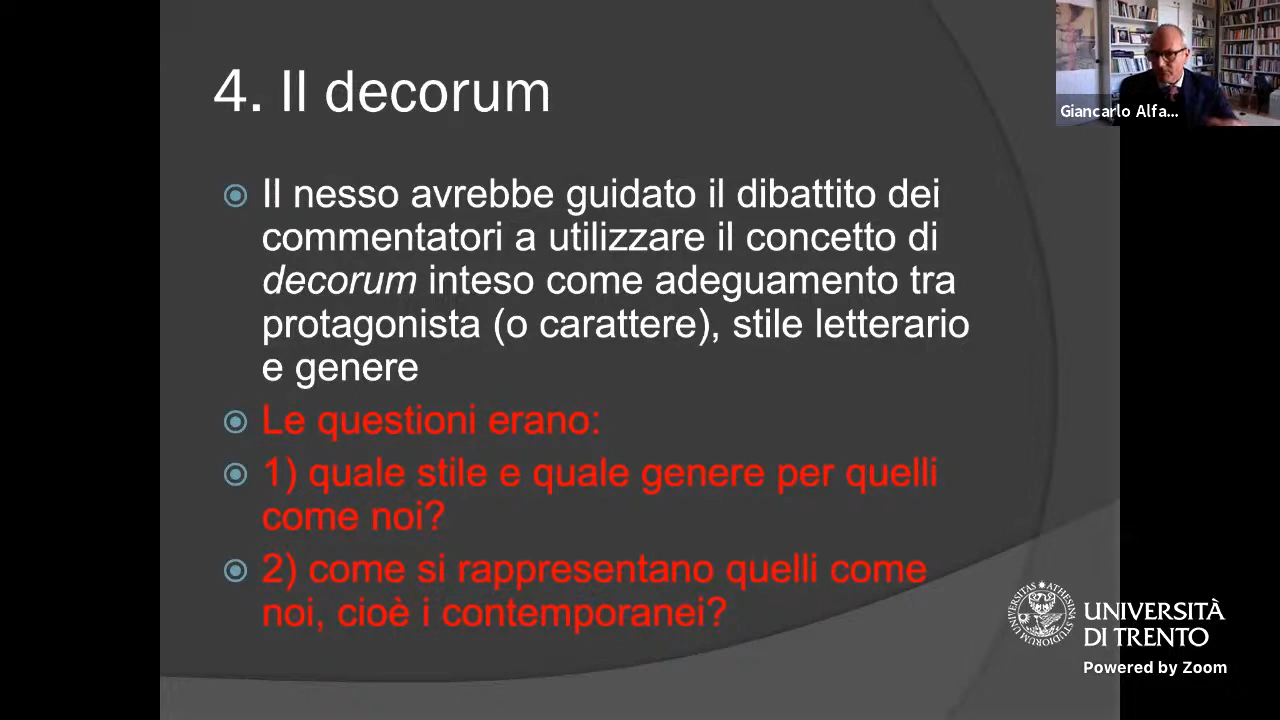 4. Il decorum
Giancarlo Alfa...
Il nesso avrebbe guidato il dibattito dei
commentatori a utilizzare il concetto di
decorum inteso come adeguamento tra
protagonista (o carattere), stile letterario
e genere
Le questioni erano:
1) quale stile e quale genere per quelli
come noi?
2) come si rappresentano quelli come
noi, cioè i contemporanei?
UNIVERSITÀ
DI TRENTO
Powered by Zoom